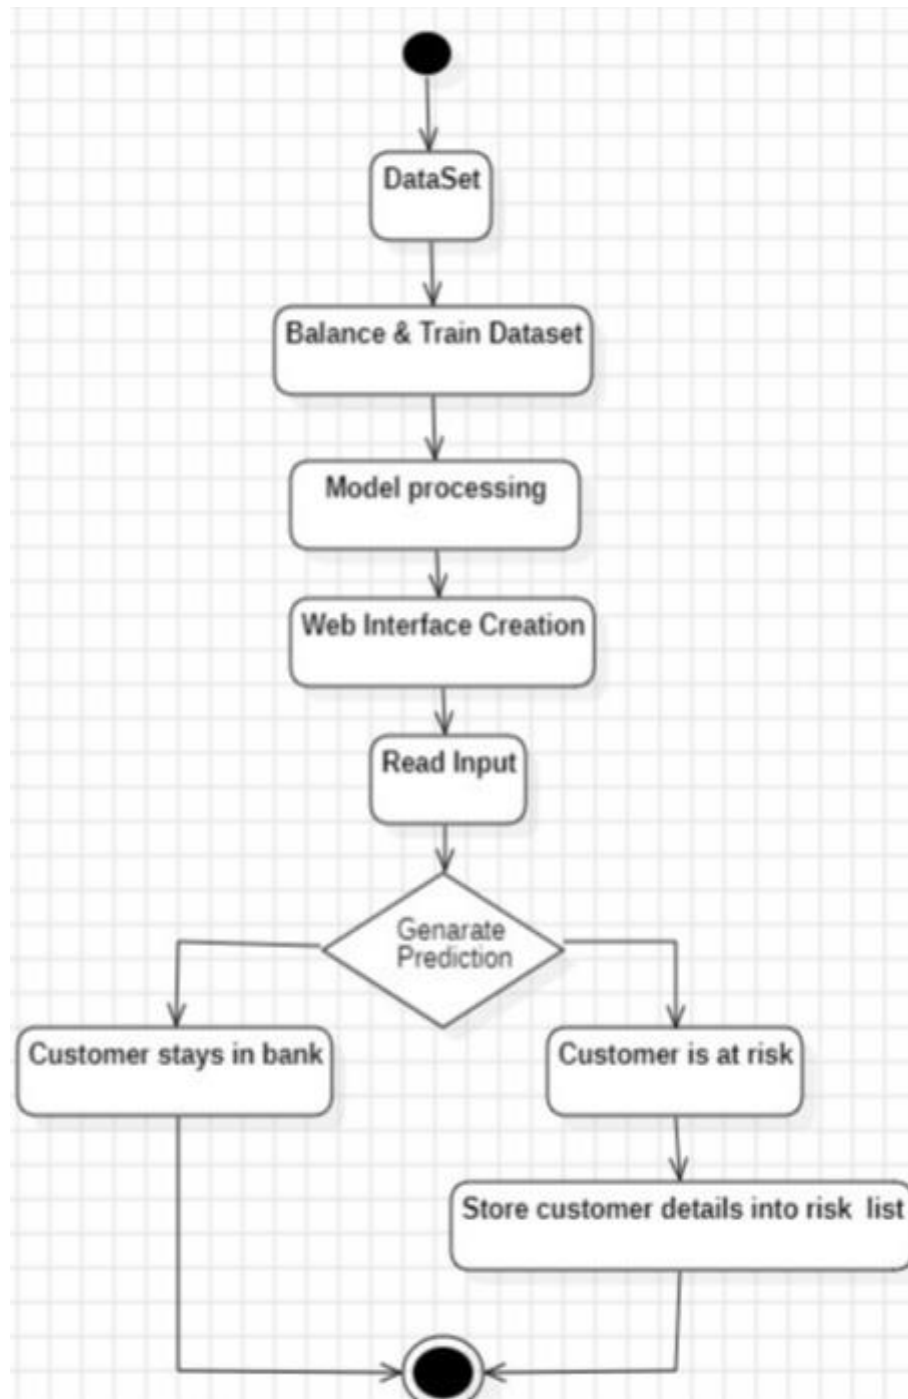 DataSet
Balance & Train Dataset
Model processing
Web Interface Creation
Read Input
Genarate
Prediction
Customer stays in bank
Customer is at risk
Store customer details into risk list